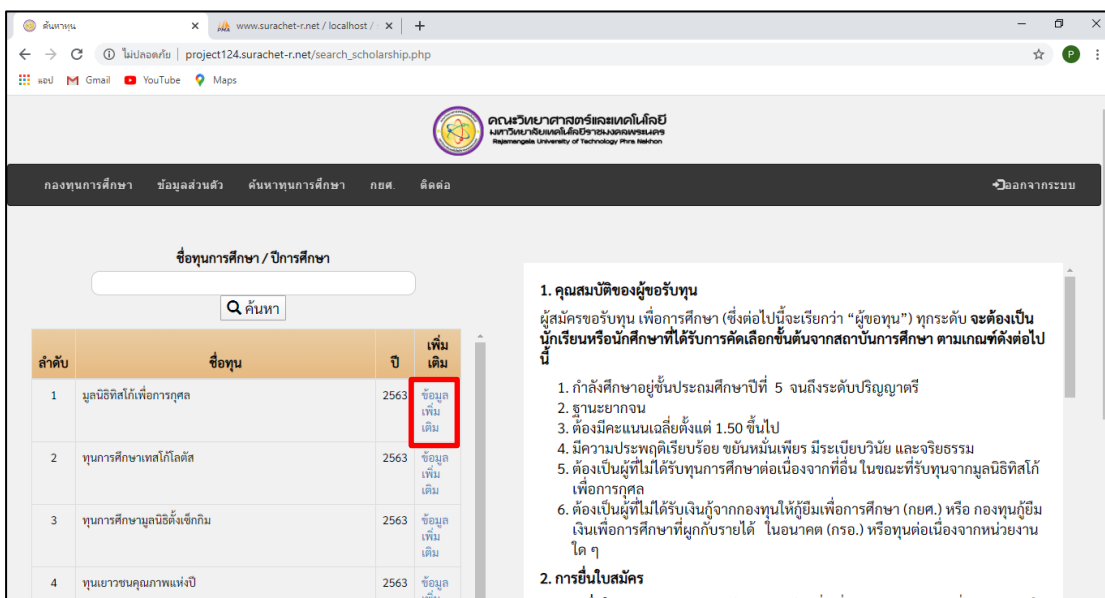 ค้นหาทุน
www.surachet-r.net / localhost /
ไม่ปลอดภัย | project124.surachet-r.net/search_scholarship.php
P
แอป Gmail YouTube Maps
คณะวิทยาศาสตร์และเทคโนโลยี
มหาวิทยาลัยเทคโนโลยีราชมงคลพระนคร
Rajamangala University of Technology Phra Nakhon
กองทุนการศึกษา ข้อมูลส่วนตัว ค้นหาทุนการศึกษา กยศ. ติดต่อ ออกจากระบบ
ชื่อทุนการศึกษา / ปีการศึกษา
ค้นหา
ลำดับ ชื่อทุน ปี เพิ่ม
เติม
1 มูลนิธิทิสโก้เพื่อการกุศล 2563 ข้อมูล
เพิ่ม
เติม
2 ทุนการศึกษาเทสโก้โลตัส 2563 ข้อมูล
เพิ่ม
เติม
3 ทุนการศึกษามูลนิธิตั้งเซ็กกิม 2563 ข้อมูล
เพิ่ม
เติม
4 ทุนเยาวชนคุณภาพแห่งปี 2563 ข้อมูล
1. คุณสมบัติของผู้ขอรับทุน
ผู้สมัครขอรับทุน เพื่อการศึกษา (ซึ่งต่อไปนี้จะเรียกว่า “ผู้ขอทุน”) ทุกระดับ จะต้องเป็น
นักเรียนหรือนักศึกษาที่ได้รับการคัดเลือกขั้นต้นจากสถาบันการศึกษา ตามเกณฑ์ดังต่อไป
นี้
1. กำลังศึกษาอยู่ชั้นประถมศึกษาปีที่ 5 จนถึงระดับปริญญาตรี
2. ฐานะยากจน
3. ต้องมีคะแนนเฉลี่ยตั้งแต่ 1.50 ขึ้นไป
4. มีความประพฤติเรียบร้อย ขยันหมั่นเพียร มีระเบียบวินัย และจริยธรรม
5. ต้องเป็นผู้ที่ไม่ได้รับทุนการศึกษาต่อเนื่องจากที่อื่น ในขณะที่รับทุนจากมูลนิธิทิสโก้
เพื่อการกุศล
6. ต้องเป็นผู้ที่ไม่ได้รับเงินกู้จากกองทุนให้กู้ยืมเพื่อการศึกษา (กยศ.) หรือ กองทุนกู้ยืม
เงินเพื่อการศึกษาที่ผูกกับรายได้ ในอนาคต (กรอ.) หรือทุนต่อเนื่องจากหน่วยงาน
ใด ๆ
2. การยื่นใบสมัคร